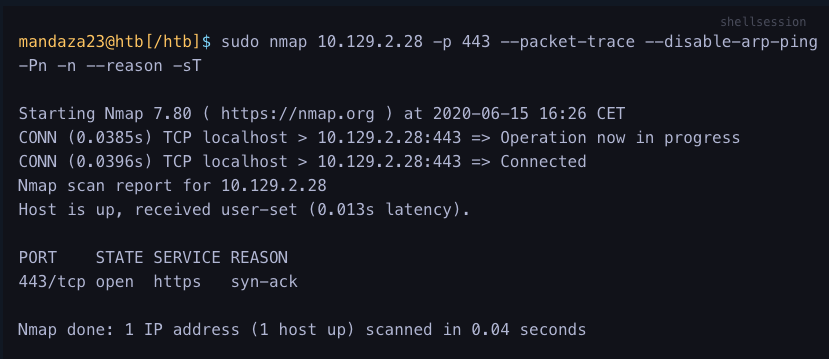 shellsession
mandaza23@htb[/htb]$ sudo nmap 10.129.2.28 -p 443 --packet-trace --disable-arp-ping
-Pn -n --reason -sT
Starting Nmap 7.80 ( https://nmap.org ) at 2020-06-15 16:26 CET
CONN (0.0385s) TCP localhost > 10.129.2.28:443 => Operation now in progress
CONN (0.0396s) TCP localhost > 10.129.2.28:443 => Connected
Nmap scan report for 10.129.2.28
Host is up, received user-set (0.013s latency).
PORT    STATE SERVICE REASON
443/tcp open  https   syn-ack
Nmap done: 1 IP address (1 host up) scanned in 0.04 seconds